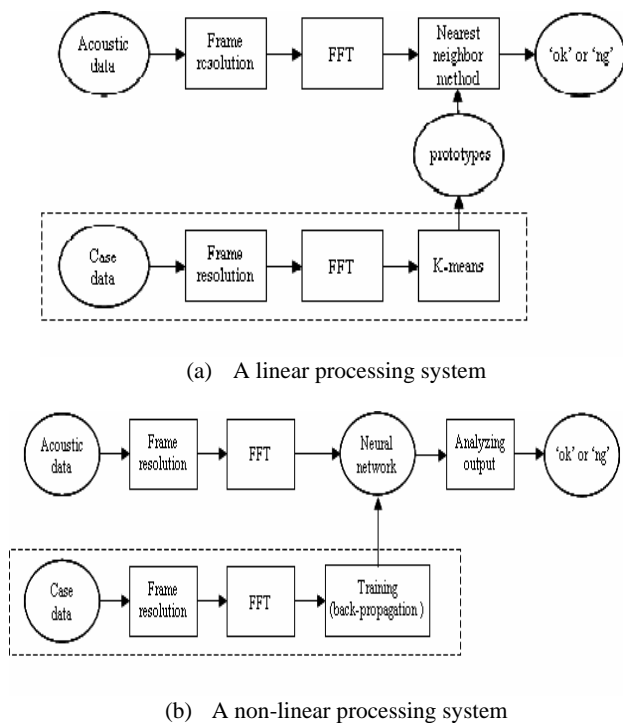 Acoustic
data
Frame
resolution
FFT
Nearest
neighbor
method
'ok' or 'ng'
prototypes
Case
data
Frame
resolution
FFT
K-means
(a) A linear processing system
Acoustic
data
Frame
resolution
FFT
Neural
network
Analyzing
output
'ok' or 'ng'
Case
data
Frame
resolution
FFT
Training
(back-propagation )
(b) A non-linear processing system